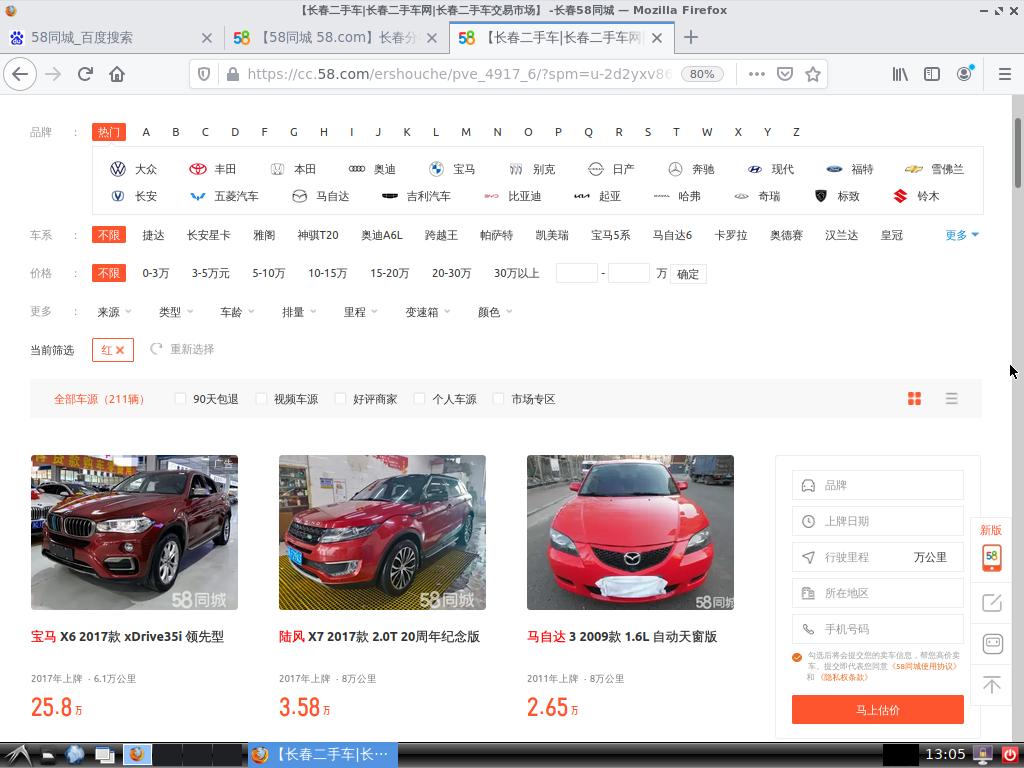 【长春二手车|长春二手车网|长春二手车交易市场】 -长春58同城 — Mozilla Firefox
58同城_百度搜索
【58同城 58.com】长春分
【长春二手车|长春二手车网|
https://cc.58.com/ershouche/pve_4917_6/?spm=u-2d2yxv86
80%
品牌 : 热门 A B C D F G H I J K L M N O P Q R S T W X Y Z
大众 丰田 本田 奥迪 宝马 别克 日产 奔驰 现代 福特 雪佛兰
长安 五菱汽车 马自达 吉利汽车 比亚迪 起亚 哈弗 奇瑞 标致 铃木
车系 : 不限 捷达 长安星卡 雅阁 神骐T20 奥迪A6L 跨越王 帕萨特 凯美瑞 宝马5系 马自达6 卡罗拉 奥德赛 汉兰达 皇冠 更多
价格 : 不限 0-3万 3-5万元 5-10万 10-15万 15-20万 20-30万 30万以上 - 万 确定
更多 : 来源 类型 车龄 排量 里程 变速箱 颜色
当前筛选 红 重新选择
全部车源（211辆） 90天包退 视频车源 好评商家 个人车源 市场专区
广告
58同城
58同城
58同城
宝马 X6 2017款 xDrive35i 领先型
2017年上牌 · 6.1万公里
25.8万
陆风 X7 2017款 2.0T 20周年纪念版
2017年上牌 · 8万公里
3.58万
马自达 3 2009款 1.6L 自动天窗版
2011年上牌 · 8万公里
2.65万
品牌
上牌日期
行驶里程 万公里
所在地区
手机号码
勾选后将会提交您的卖车信息，帮您高价卖
车。提交即代表您同意《58同城使用协议》
和《隐私权条款》
马上估价
新版
58
【长春二手车|长···
13:05